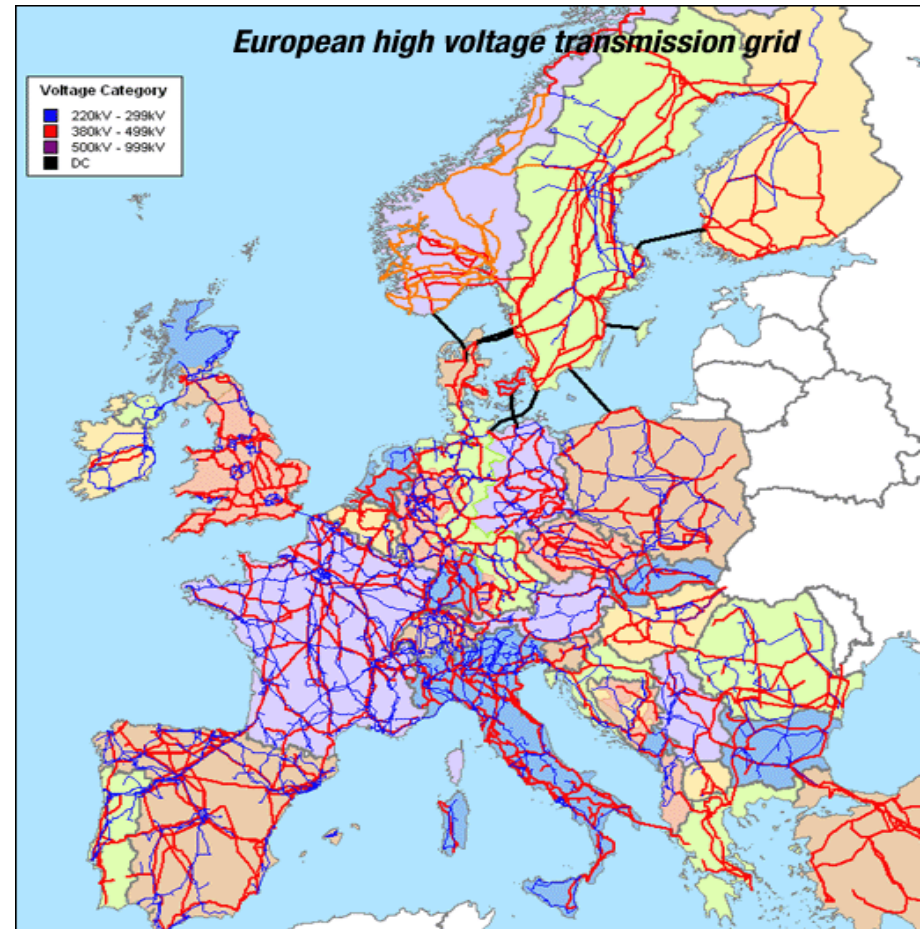 European high voltage transmission grid
Voltage Category
220kV - 299kV
380kV - 499kV
500kV - 999kV
DC